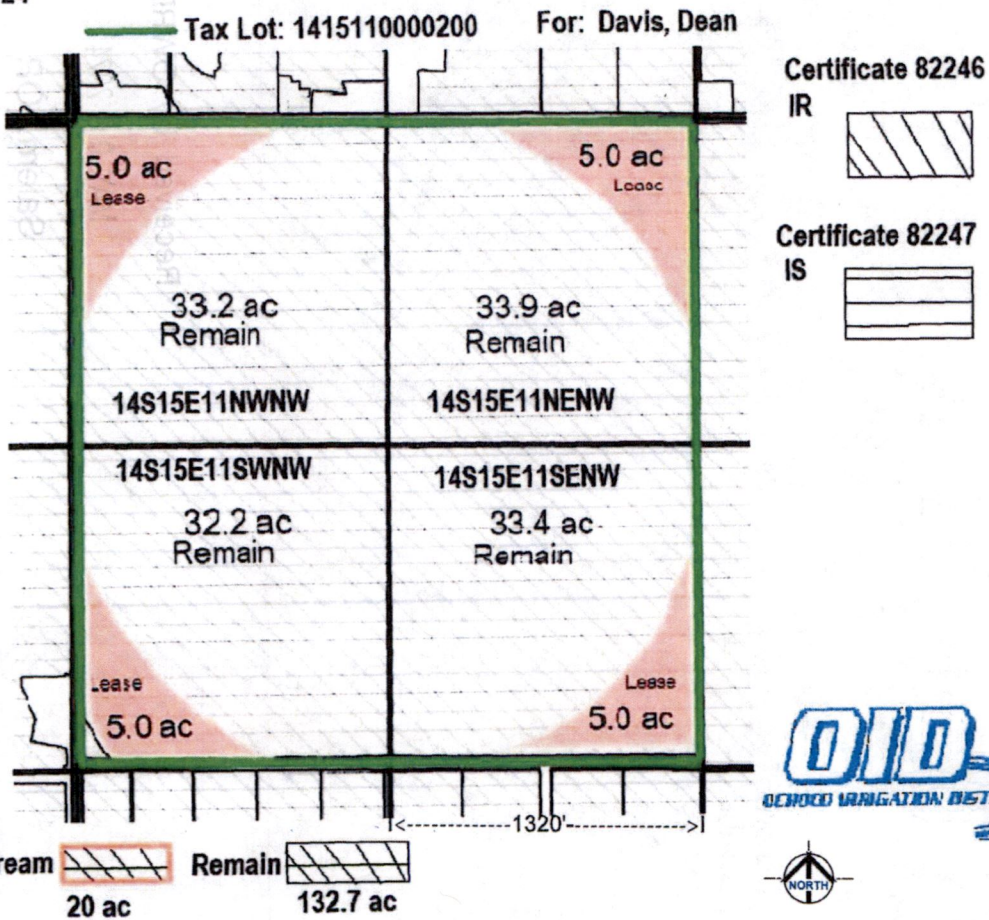 Tax Lot: 1415110000200 For: Davis, Dean
Certificate 82246
IR
Certificate 82247
IS
5.0 ac
Lease
5.0 ac
Lease
33.2 ac
Remain
33.9 ac
Remain
14S15E11NWNW
14S15E11NENW
14S15E11SWNW
14S15E11SENW
32.2 ac
Remain
33.4 ac
Remain
Lease
5.0 ac
Lease
5.0 ac
OID
OCHOCO IRRIGATION DIST
1320'
ream
20 ac
Remain
132.7 ac
NORTH